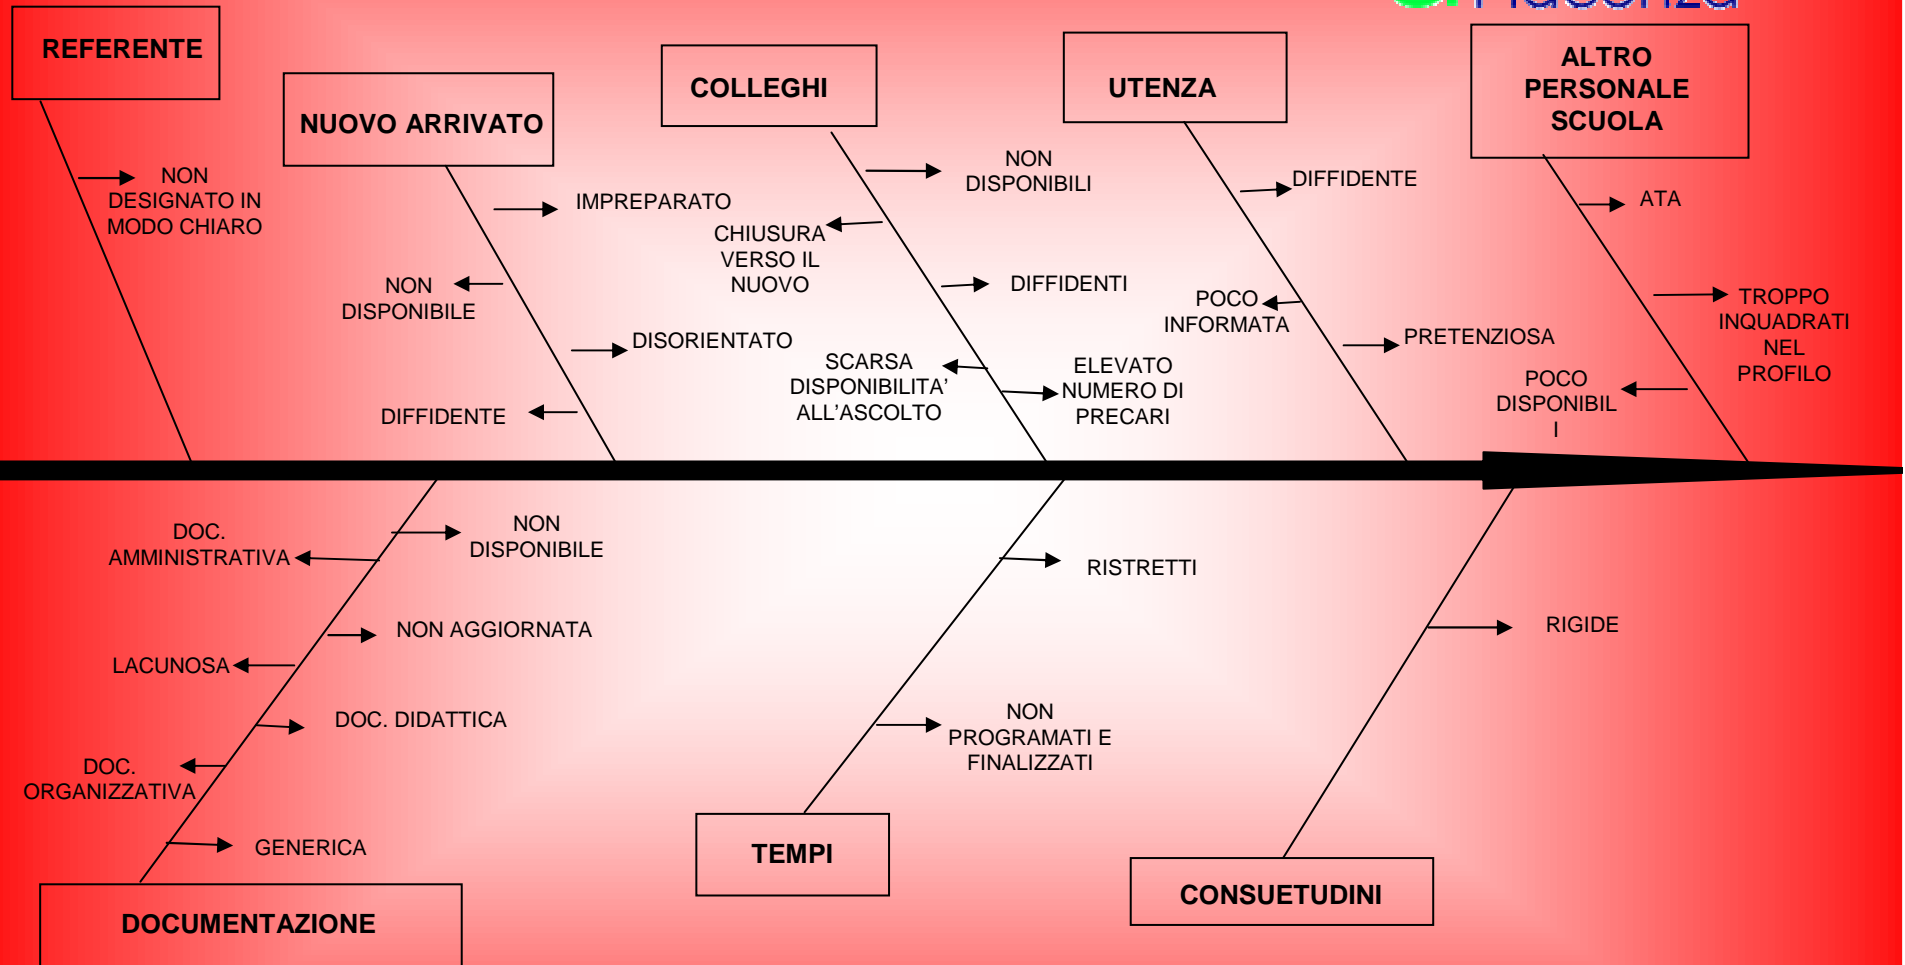 Piacenza
REFERENTE
NON
DESIGNATO IN
MODO CHIARO
NUOVO ARRIVATO
IMPREPARATO
NON
DISPONIBILE
DISORIENTATO
DIFFIDENTE
COLLEGHI
NON
DISPONIBILI
CHIUSURA
VERSO IL
NUOVO
DIFFIDENTI
SCARSA
DISPONIBILITA’
ALL’ASCOLTO
ELEVATO
NUMERO DI
PRECARI
UTENZA
DIFFIDENTE
POCO
INFORMATA
PRETENZIOSA
ALTRO
PERSONALE
SCUOLA
ATA
TROPPO
INQUADRATI
NEL
PROFILO
POCO
DISPONIBIL
I
NON
DISPONIBILE
DOC.
AMMINISTRATIVA
NON AGGIORNATA
LACUNOSA
DOC. DIDATTICA
DOC.
ORGANIZZATIVA
GENERICA
DOCUMENTAZIONE
RISTRETTI
NON
PROGRAMATI E
FINALIZZATI
TEMPI
RIGIDE
CONSUETUDINI